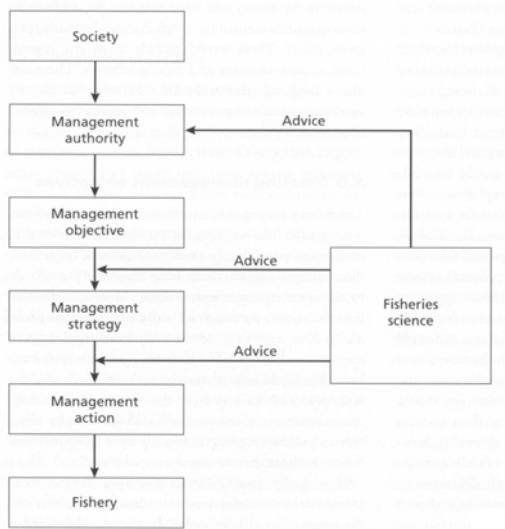 Society
Management
authority
Advice
Management
objective
Advice
Fisheries
science
Management
strategy
Advice
Management
action
Fishery